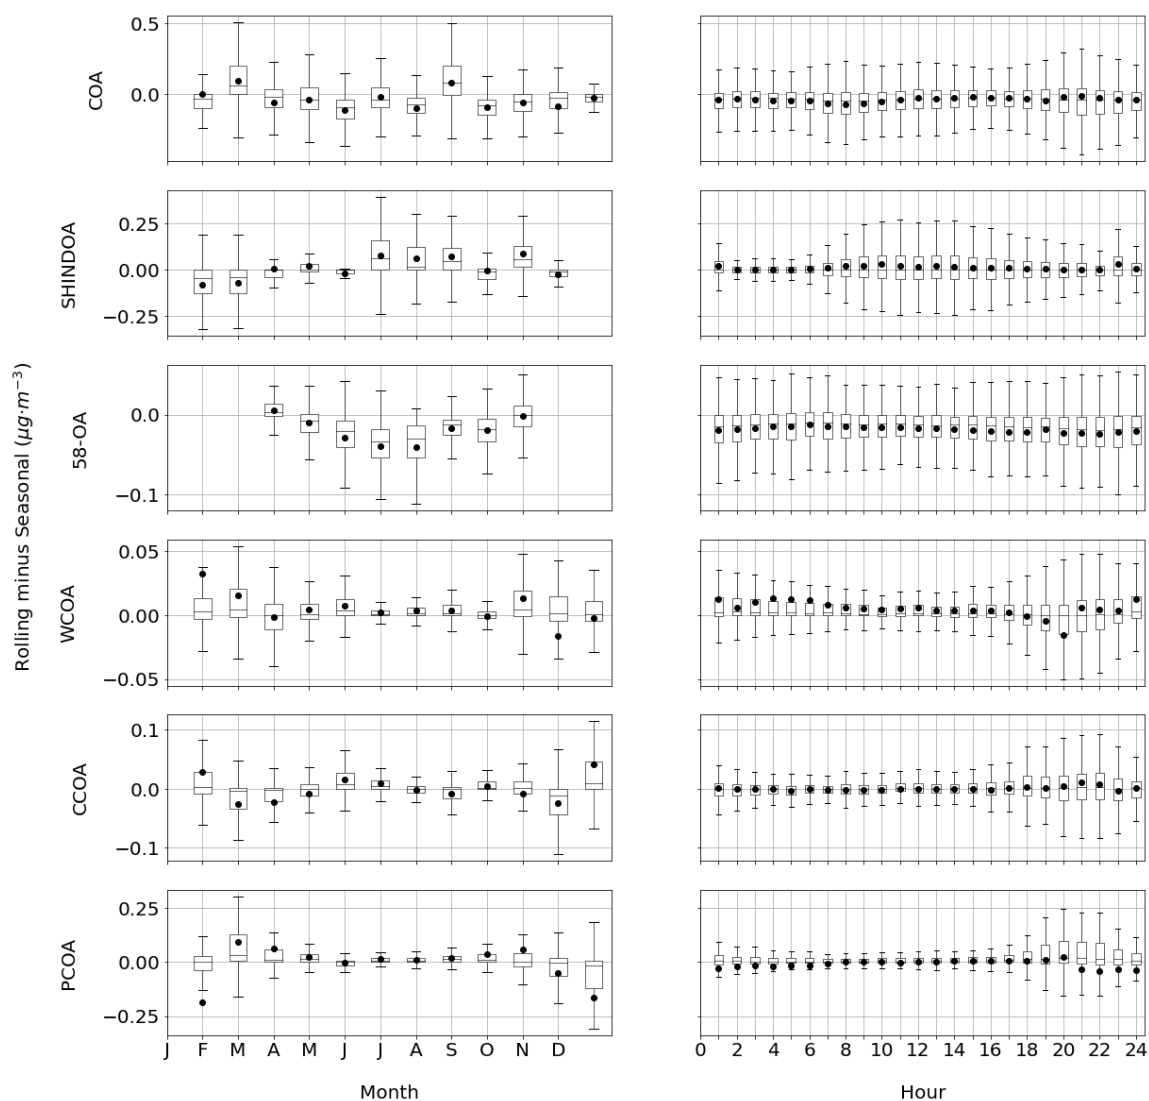 Rolling minus Seasonal (μg·m⁻³)
COA
0.5
0.0
SHINDOA
0.25
0.00
−0.25
58-OA
0.0
−0.1
WCOA
0.05
0.00
−0.05
CCOA
0.1
0.0
−0.1
PCOA
0.25
0.00
−0.25
J F M A M J J A S O N D
Month
0 2 4 6 8 10 12 14 16 18 20 22 24
Hour